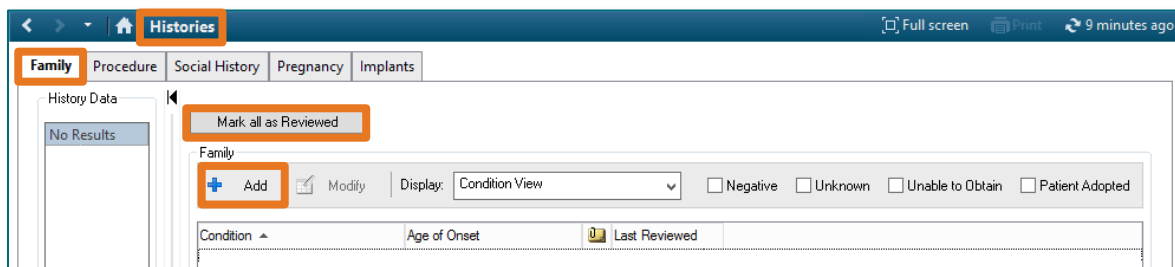 Histories Full screen Print 9 minutes ago
Family Procedure Social History Pregnancy Implants
History Data
Mark all as Reviewed
No Results
Family
Add Modify Display: Condition View Negative Unknown Unable to Obtain Patient Adopted
Condition Age of Onset Last Reviewed